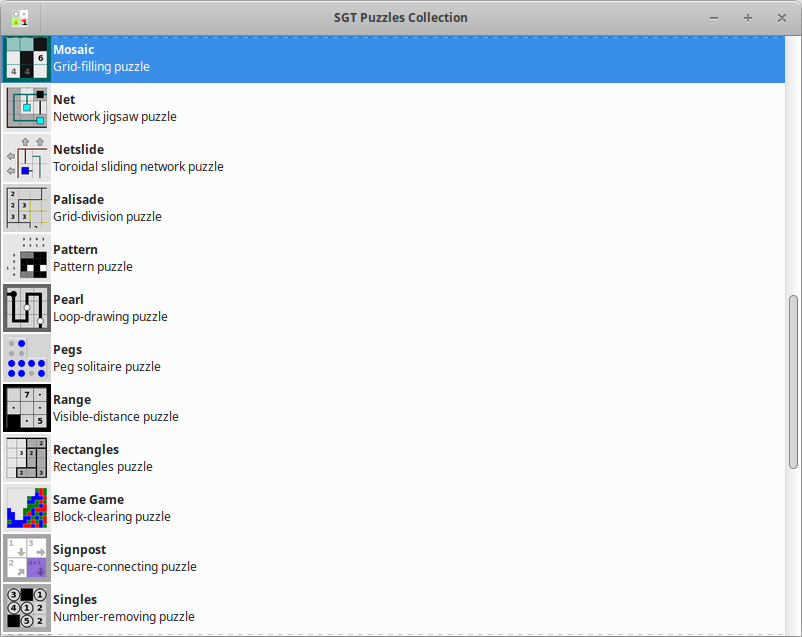 SGT Puzzles Collection
Mosaic
Grid-filling puzzle
Net
Network jigsaw puzzle
Netslide
Toroidal sliding network puzzle
Palisade
Grid-division puzzle
Pattern
Pattern puzzle
Pearl
Loop-drawing puzzle
Pegs
Peg solitaire puzzle
Range
Visible-distance puzzle
Rectangles
Rectangles puzzle
Same Game
Block-clearing puzzle
Signpost
Square-connecting puzzle
Singles
Number-removing puzzle